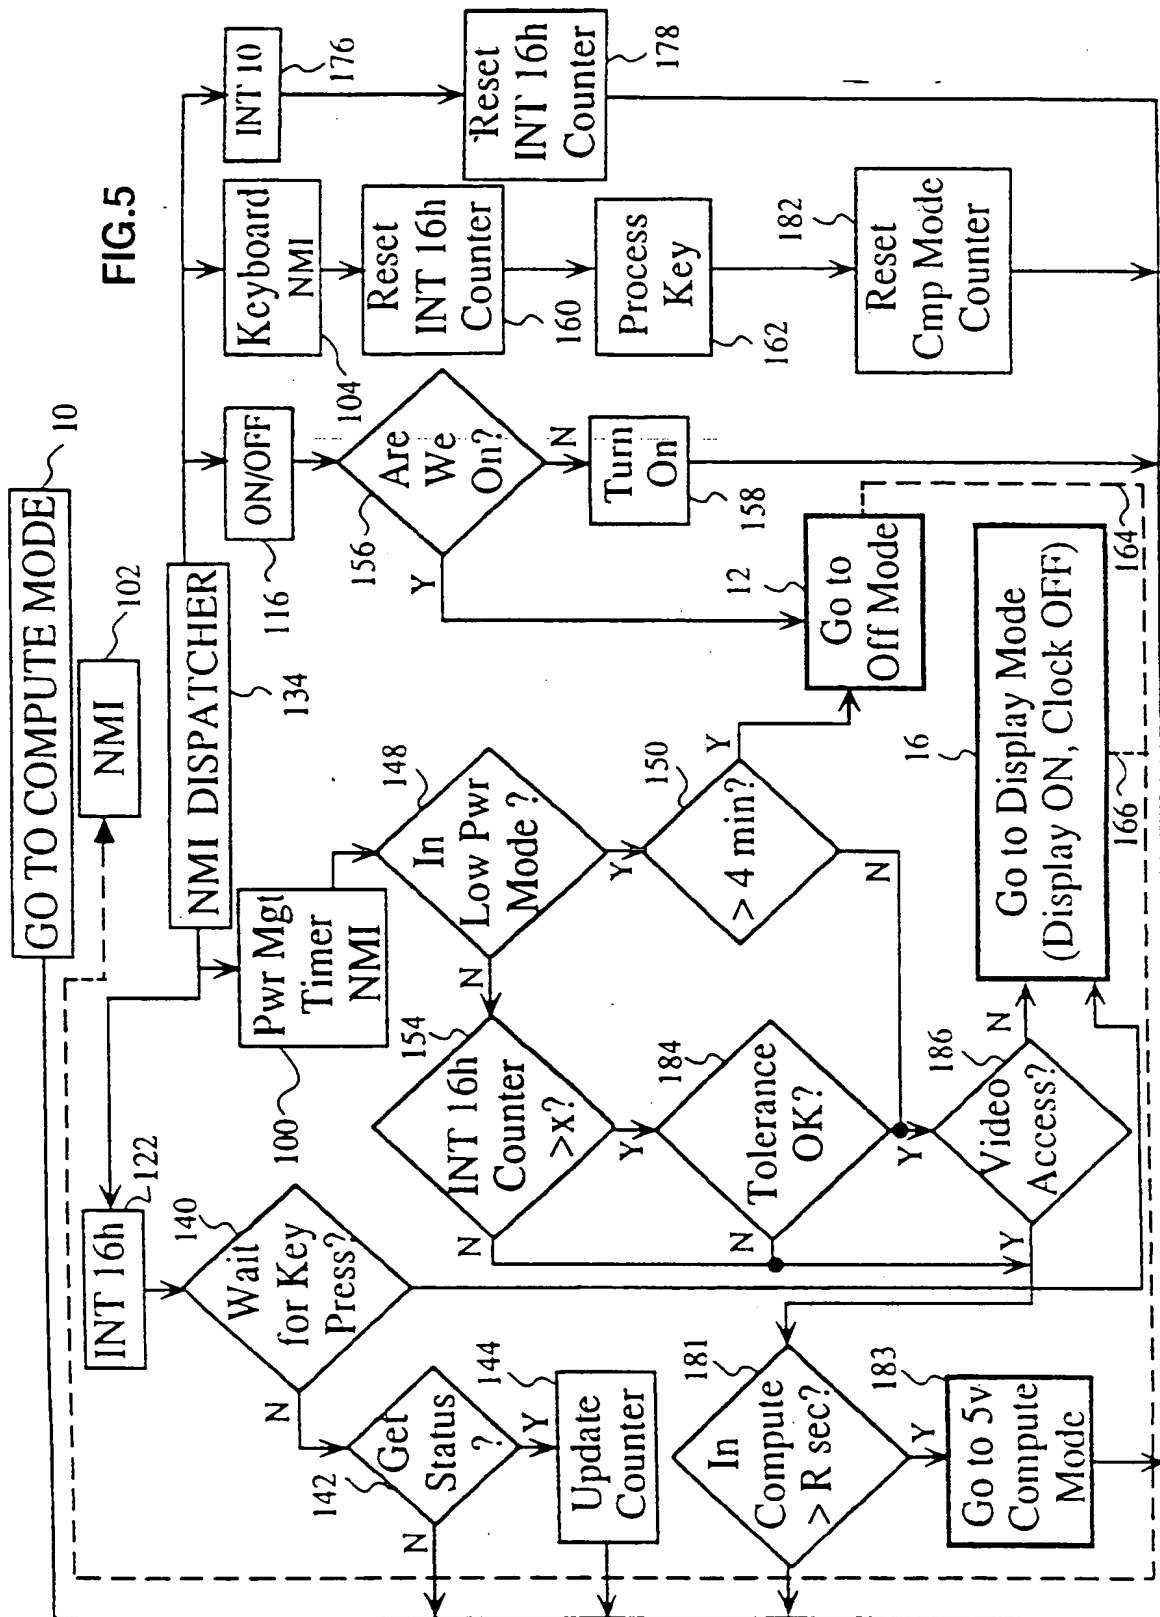 FIG.5
GO TO COMPUTE MODE
10
NMI
102
NMI DISPATCHER
134
INT 16h
122
Pwr Mgt
Timer
NMI
100
ON/OFF
116
Keyboard
NMI
104
INT 10
176
Wait
for Key
Press?
140
N
Get
Status
?
142
N
Y
Update
Counter
144
In
Low Pwr
Mode ?
148
N
Y
> 4 min?
150
Y
N
INT 16h
Counter
>x?
154
N
Y
Tolerance
OK?
184
N
Y
Video
Access?
186
N
Y
In
Compute
> R sec?
181
Y
Go to 5v
Compute
Mode
183
Are
We
On?
156
Y
N
Turn
On
158
Go to
Off Mode
12
Go to Display Mode
(Display ON, Clock OFF)
16
164
166
Reset
INT 16h
Counter
160
Process
Key
162
Reset
Cmp Mode
Counter
182
Reset
INT 16h
Counter
178